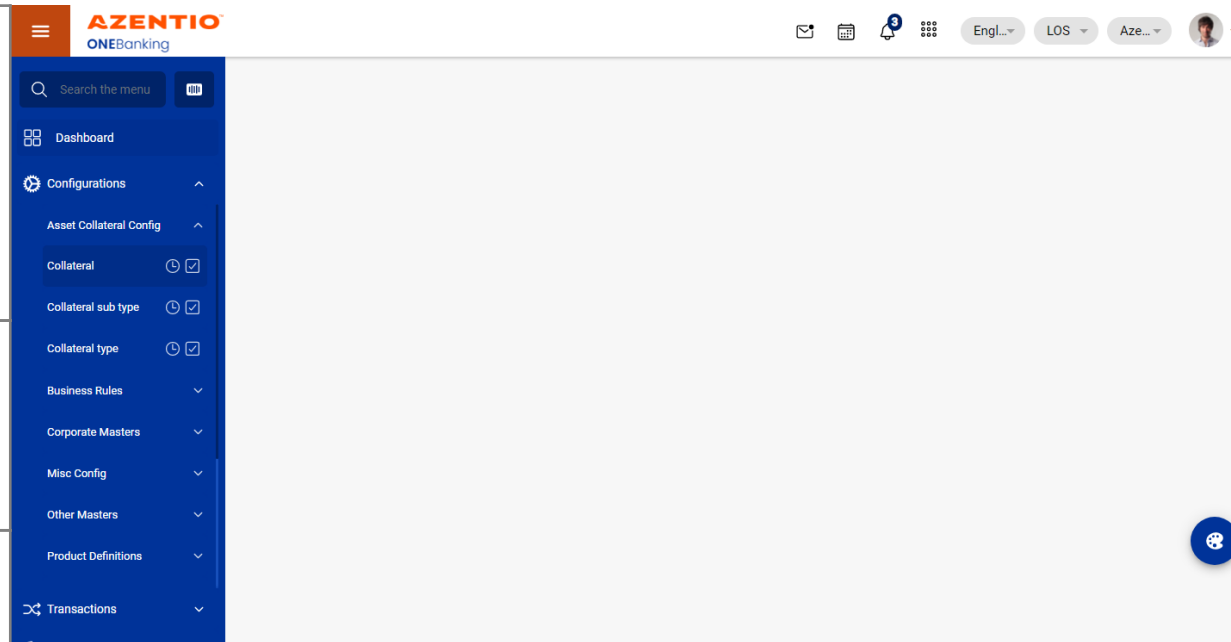 AZENTIO
ONEBanking
3
Engl...
LOS
Aze...
Search the menu
Dashboard
Configurations
Asset Collateral Config
Collateral
Collateral sub type
Collateral type
Business Rules
Corporate Masters
Misc Config
Other Masters
Product Definitions
Transactions